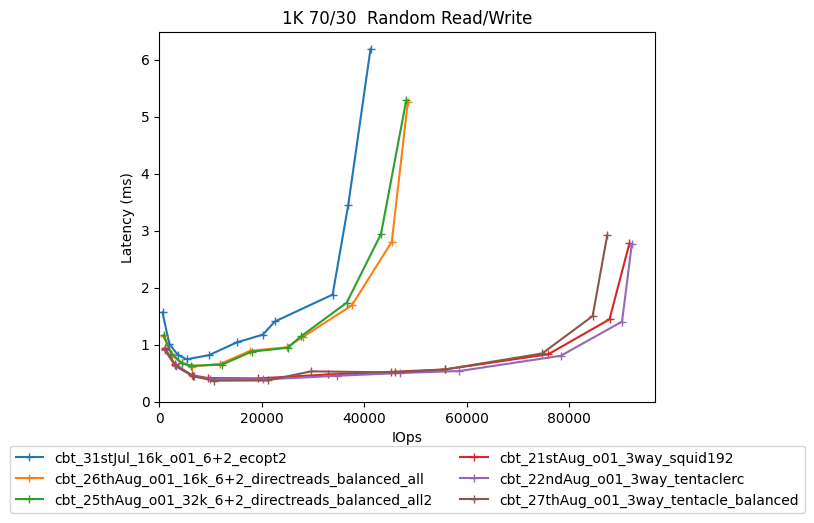 1K 70/30  Random Read/Write
6
5
4
3
2
1
0
Latency (ms)
0 20000 40000 60000 80000
IOps
cbt_31stJul_16k_o01_6+2_ecopt2
cbt_26thAug_o01_16k_6+2_directreads_balanced_all
cbt_25thAug_o01_32k_6+2_directreads_balanced_all2
cbt_21stAug_o01_3way_squid192
cbt_22ndAug_o01_3way_tentaclerc
cbt_27thAug_o01_3way_tentacle_balanced